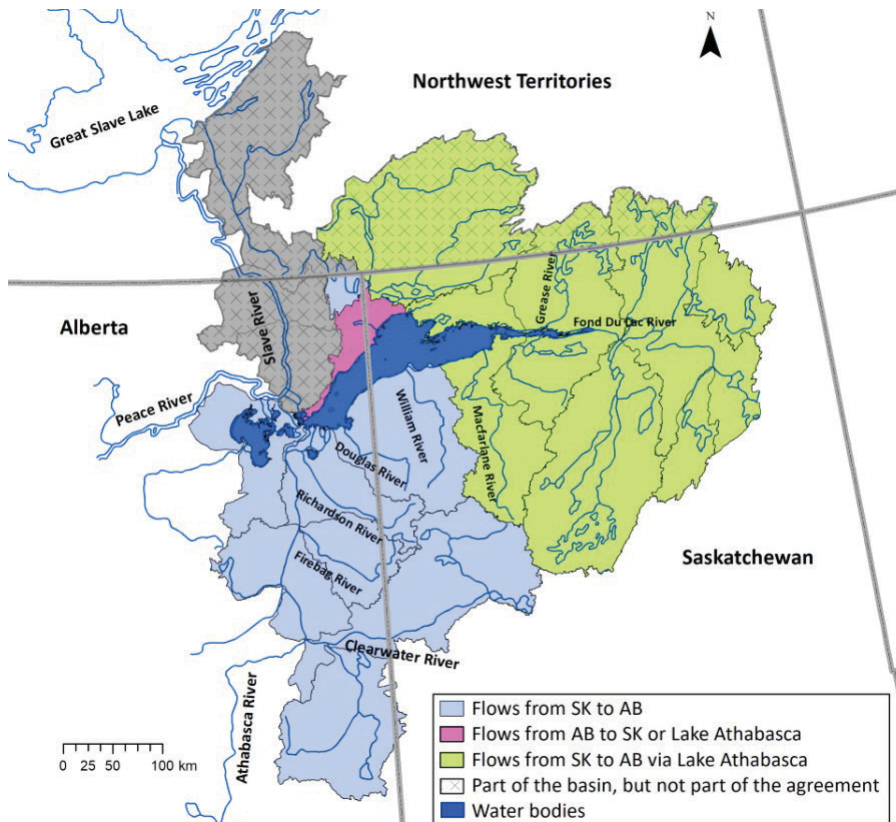 N
Northwest Territories
Great Slave Lake
Grease River
Fond Du Lac River
Slave River
Alberta
Peace River
William River
Macfarlane River
Douglas River
Richardson River
Firebag River
Saskatchewan
Clearwater River
Athabasca River
Flows from SK to AB
Flows from AB to SK or Lake Athabasca
Flows from SK to AB via Lake Athabasca
Part of the basin, but not part of the agreement
Water bodies
0 25 50 100 km